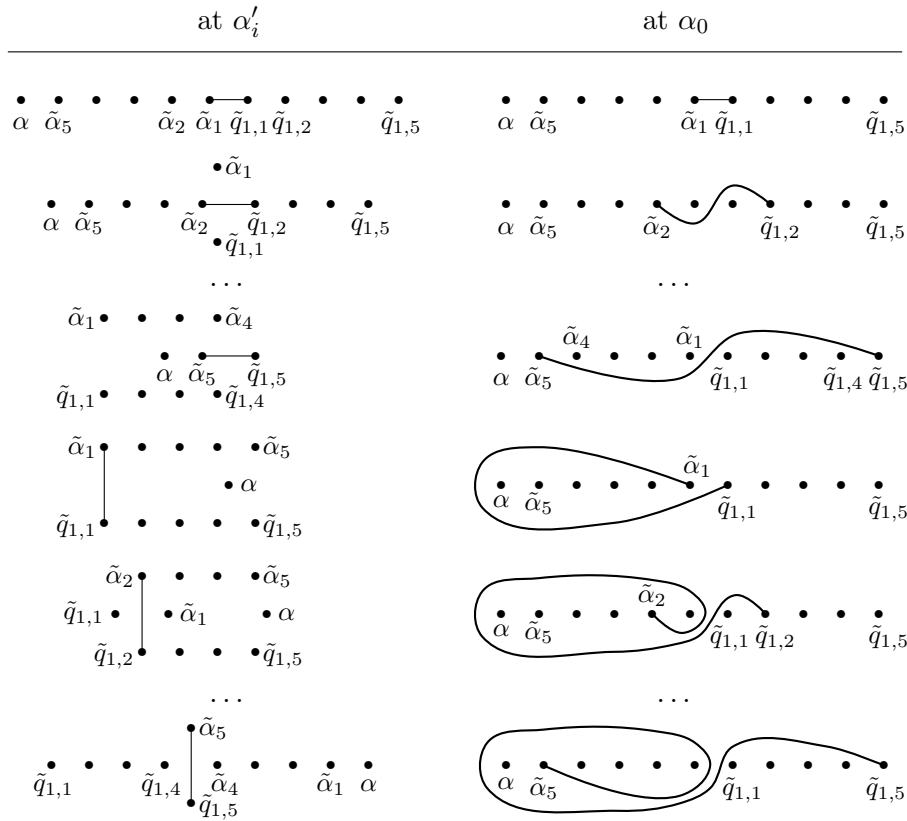 at α′_i at α_0
α α̃_5 α̃_2 α̃_1 q̃_{1,1} q̃_{1,2} q̃_{1,5} α α̃_5 α̃_1 q̃_{1,1} q̃_{1,5}
α̃_1
α α̃_5 α̃_2 q̃_{1,2} q̃_{1,5} α α̃_5 α̃_2 q̃_{1,2} q̃_{1,5}
q̃_{1,1}
... ...
α̃_1 α̃_4
α̃_4 α̃_1
α α̃_5 q̃_{1,5} α α̃_5 q̃_{1,1} q̃_{1,4} q̃_{1,5}
q̃_{1,1} q̃_{1,4}
α̃_1 α̃_5
α̃_1
α α α̃_5 q̃_{1,1} q̃_{1,5}
q̃_{1,1} q̃_{1,5}
α̃_2 α̃_5
α̃_2
q̃_{1,1} α̃_1 α α α̃_5 q̃_{1,1} q̃_{1,2} q̃_{1,5}
q̃_{1,2} q̃_{1,5}
... ...
α̃_5
q̃_{1,1} q̃_{1,4} α̃_4 α̃_1 α α α̃_5 q̃_{1,1} q̃_{1,5}
q̃_{1,5}